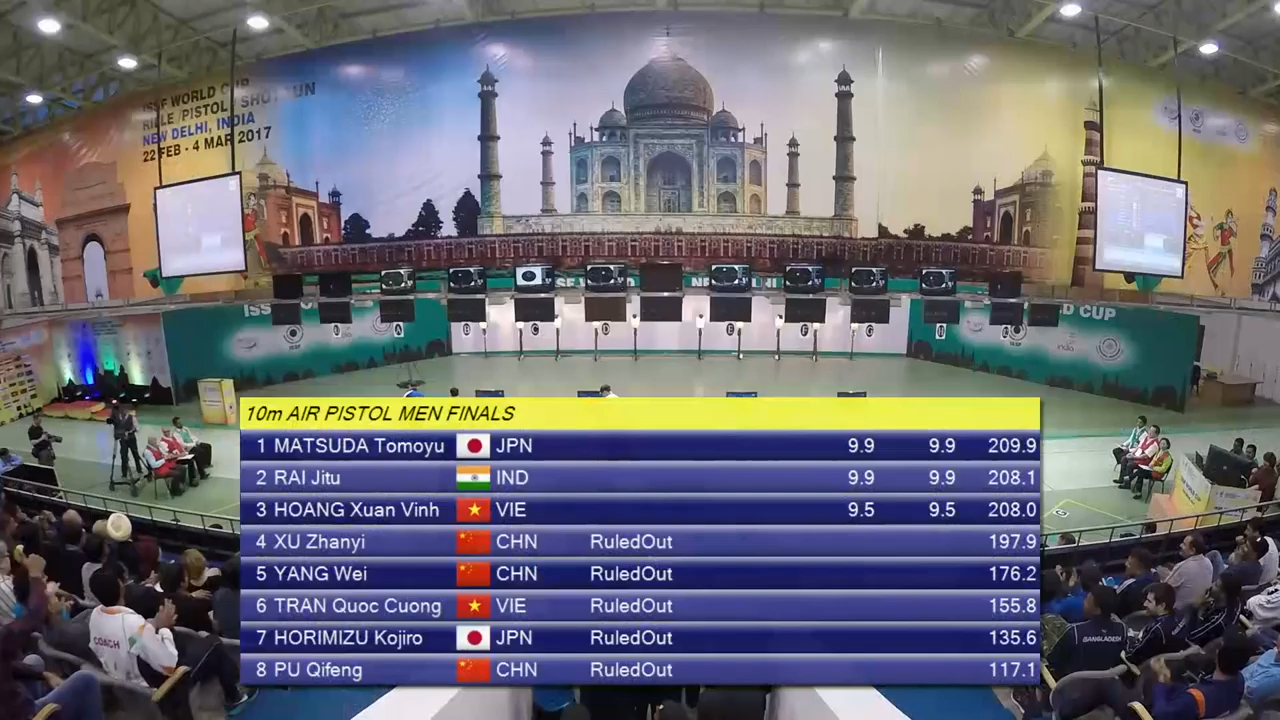 ISSF WORLD CUP
RILLE /PISTOL / SHOTGUN
NEW DELHI, INDIA
22 FEB - 4 MAR 2017
CUP
A
B
C
D
E
F
G
H
10m AIR PISTOL MEN FINALS
1 MATSUDA Tomoyu JPN 9.9 9.9 209.9
2 RAI Jitu IND 9.9 9.9 208.1
3 HOANG Xuan Vinh VIE 9.5 9.5 208.0
4 XU Zhanyi CHN RuledOut 197.9
5 YANG Wei CHN RuledOut 176.2
6 TRAN Quoc Cuong VIE RuledOut 155.8
7 HORIMIZU Kojiro JPN RuledOut 135.6
8 PU Qifeng CHN RuledOut 117.1
COACH
BANGLADESH